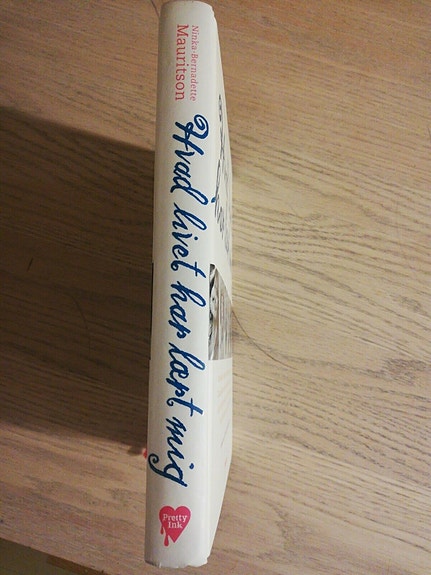 Ninka-Bernadette
Mauritson
Hvad livet har lært mig
Pretty
Ink